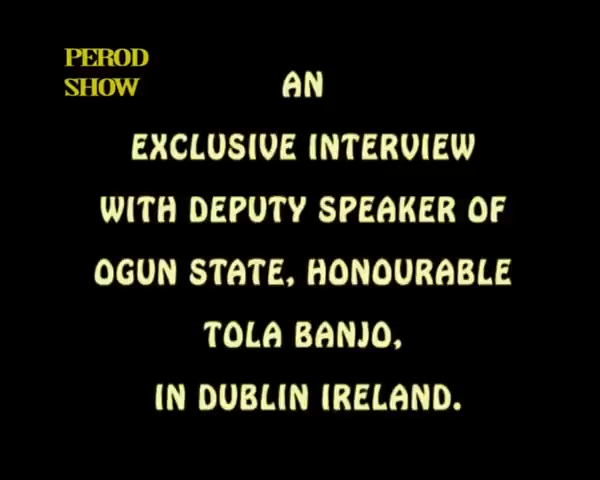 PEROD
SHOW
AN
EXCLUSIVE INTERVIEW
WITH DEPUTY SPEAKER OF
OGUN STATE, HONOURABLE
TOLA BANJO,
IN DUBLIN IRELAND.